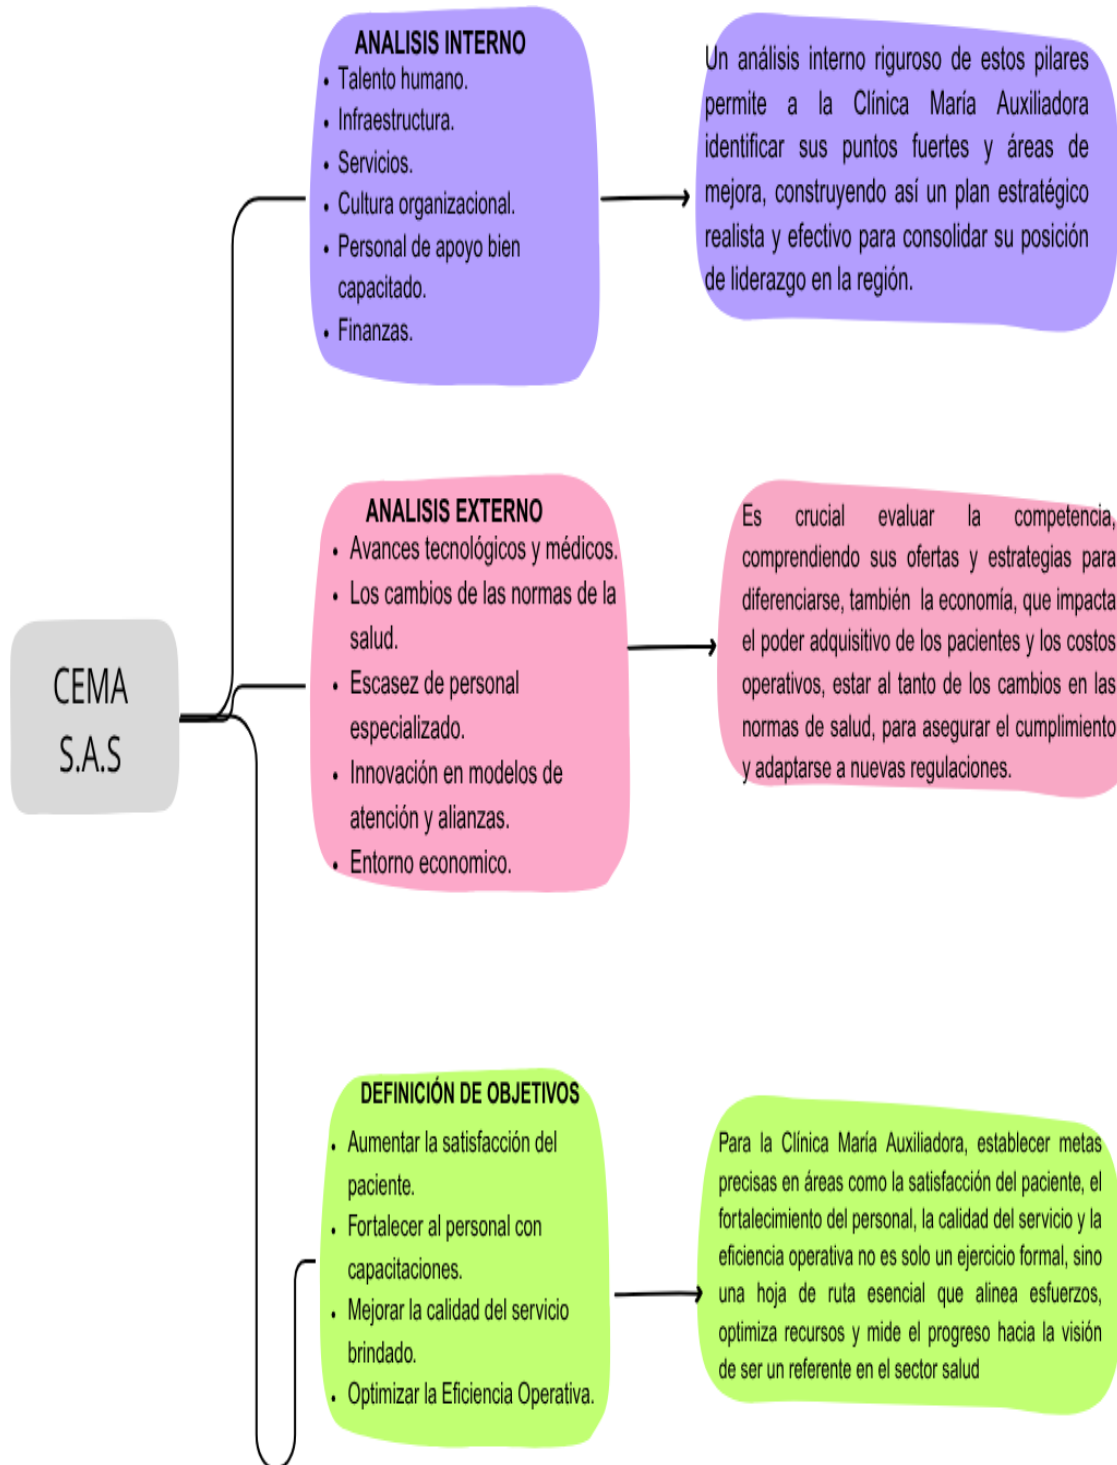 ANALISIS INTERNO
• Talento humano.
• Infraestructura.
• Servicios.
• Cultura organizacional.
• Personal de apoyo bien
capacitado.
• Finanzas.
Un análisis interno riguroso de estos pilares
permite a la Clínica María Auxiliadora
identificar sus puntos fuertes y áreas de
mejora, construyendo así un plan estratégico
realista y efectivo para consolidar su posición
de liderazgo en la región.
CEMA
S.A.S
ANALISIS EXTERNO
• Avances tecnológicos y médicos.
• Los cambios de las normas de la
salud.
• Escasez de personal
especializado.
• Innovación en modelos de
atención y alianzas.
• Entorno economico.
Es crucial evaluar la competencia,
comprendiendo sus ofertas y estrategias para
diferenciarse, también la economía, que impacta
el poder adquisitivo de los pacientes y los costos
operativos, estar al tanto de los cambios en las
normas de salud, para asegurar el cumplimiento
y adaptarse a nuevas regulaciones.
DEFINICIÓN DE OBJETIVOS
• Aumentar la satisfacción del
paciente.
• Fortalecer al personal con
capacitaciones.
• Mejorar la calidad del servicio
brindado.
• Optimizar la Eficiencia Operativa.
Para la Clínica María Auxiliadora, establecer metas
precisas en áreas como la satisfacción del paciente, el
fortalecimiento del personal, la calidad del servicio y la
eficiencia operativa no es solo un ejercicio formal, sino
una hoja de ruta esencial que alinea esfuerzos,
optimiza recursos y mide el progreso hacia la visión
de ser un referente en el sector salud